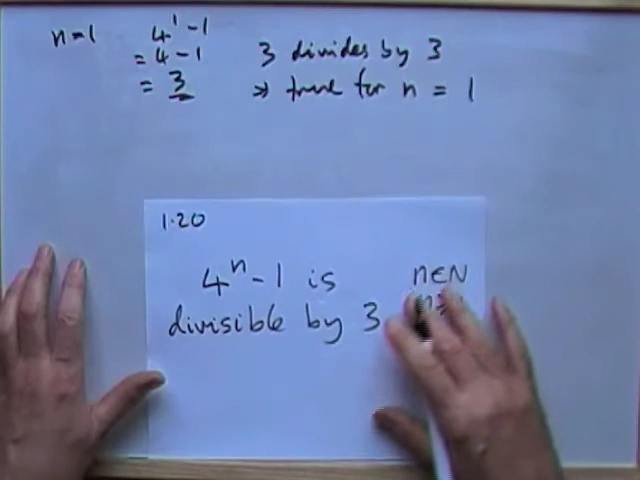 n=1 4¹-1
= 4-1 3 divides by 3
= 3 ⇒ true for n = 1
1.20
4ⁿ-1 is n∈N
divisible by 3